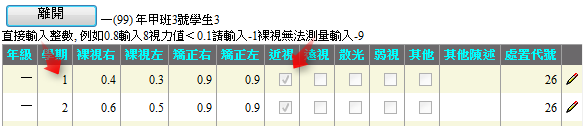 離開 一(99) 年甲班3號學生3
直接輸入整數, 例如0.8輸入8視力值<0.1請輸入-1裸視無法測量輸入-9
年級 學期 裸視右 裸視左 矯正右 矯正左 近視 遠視 散光 弱視 其他 其他陳述 處置代號
一 1 0.4 0.3 0.9 0.9 26
一 2 0.6 0.5 0.9 0.9 26